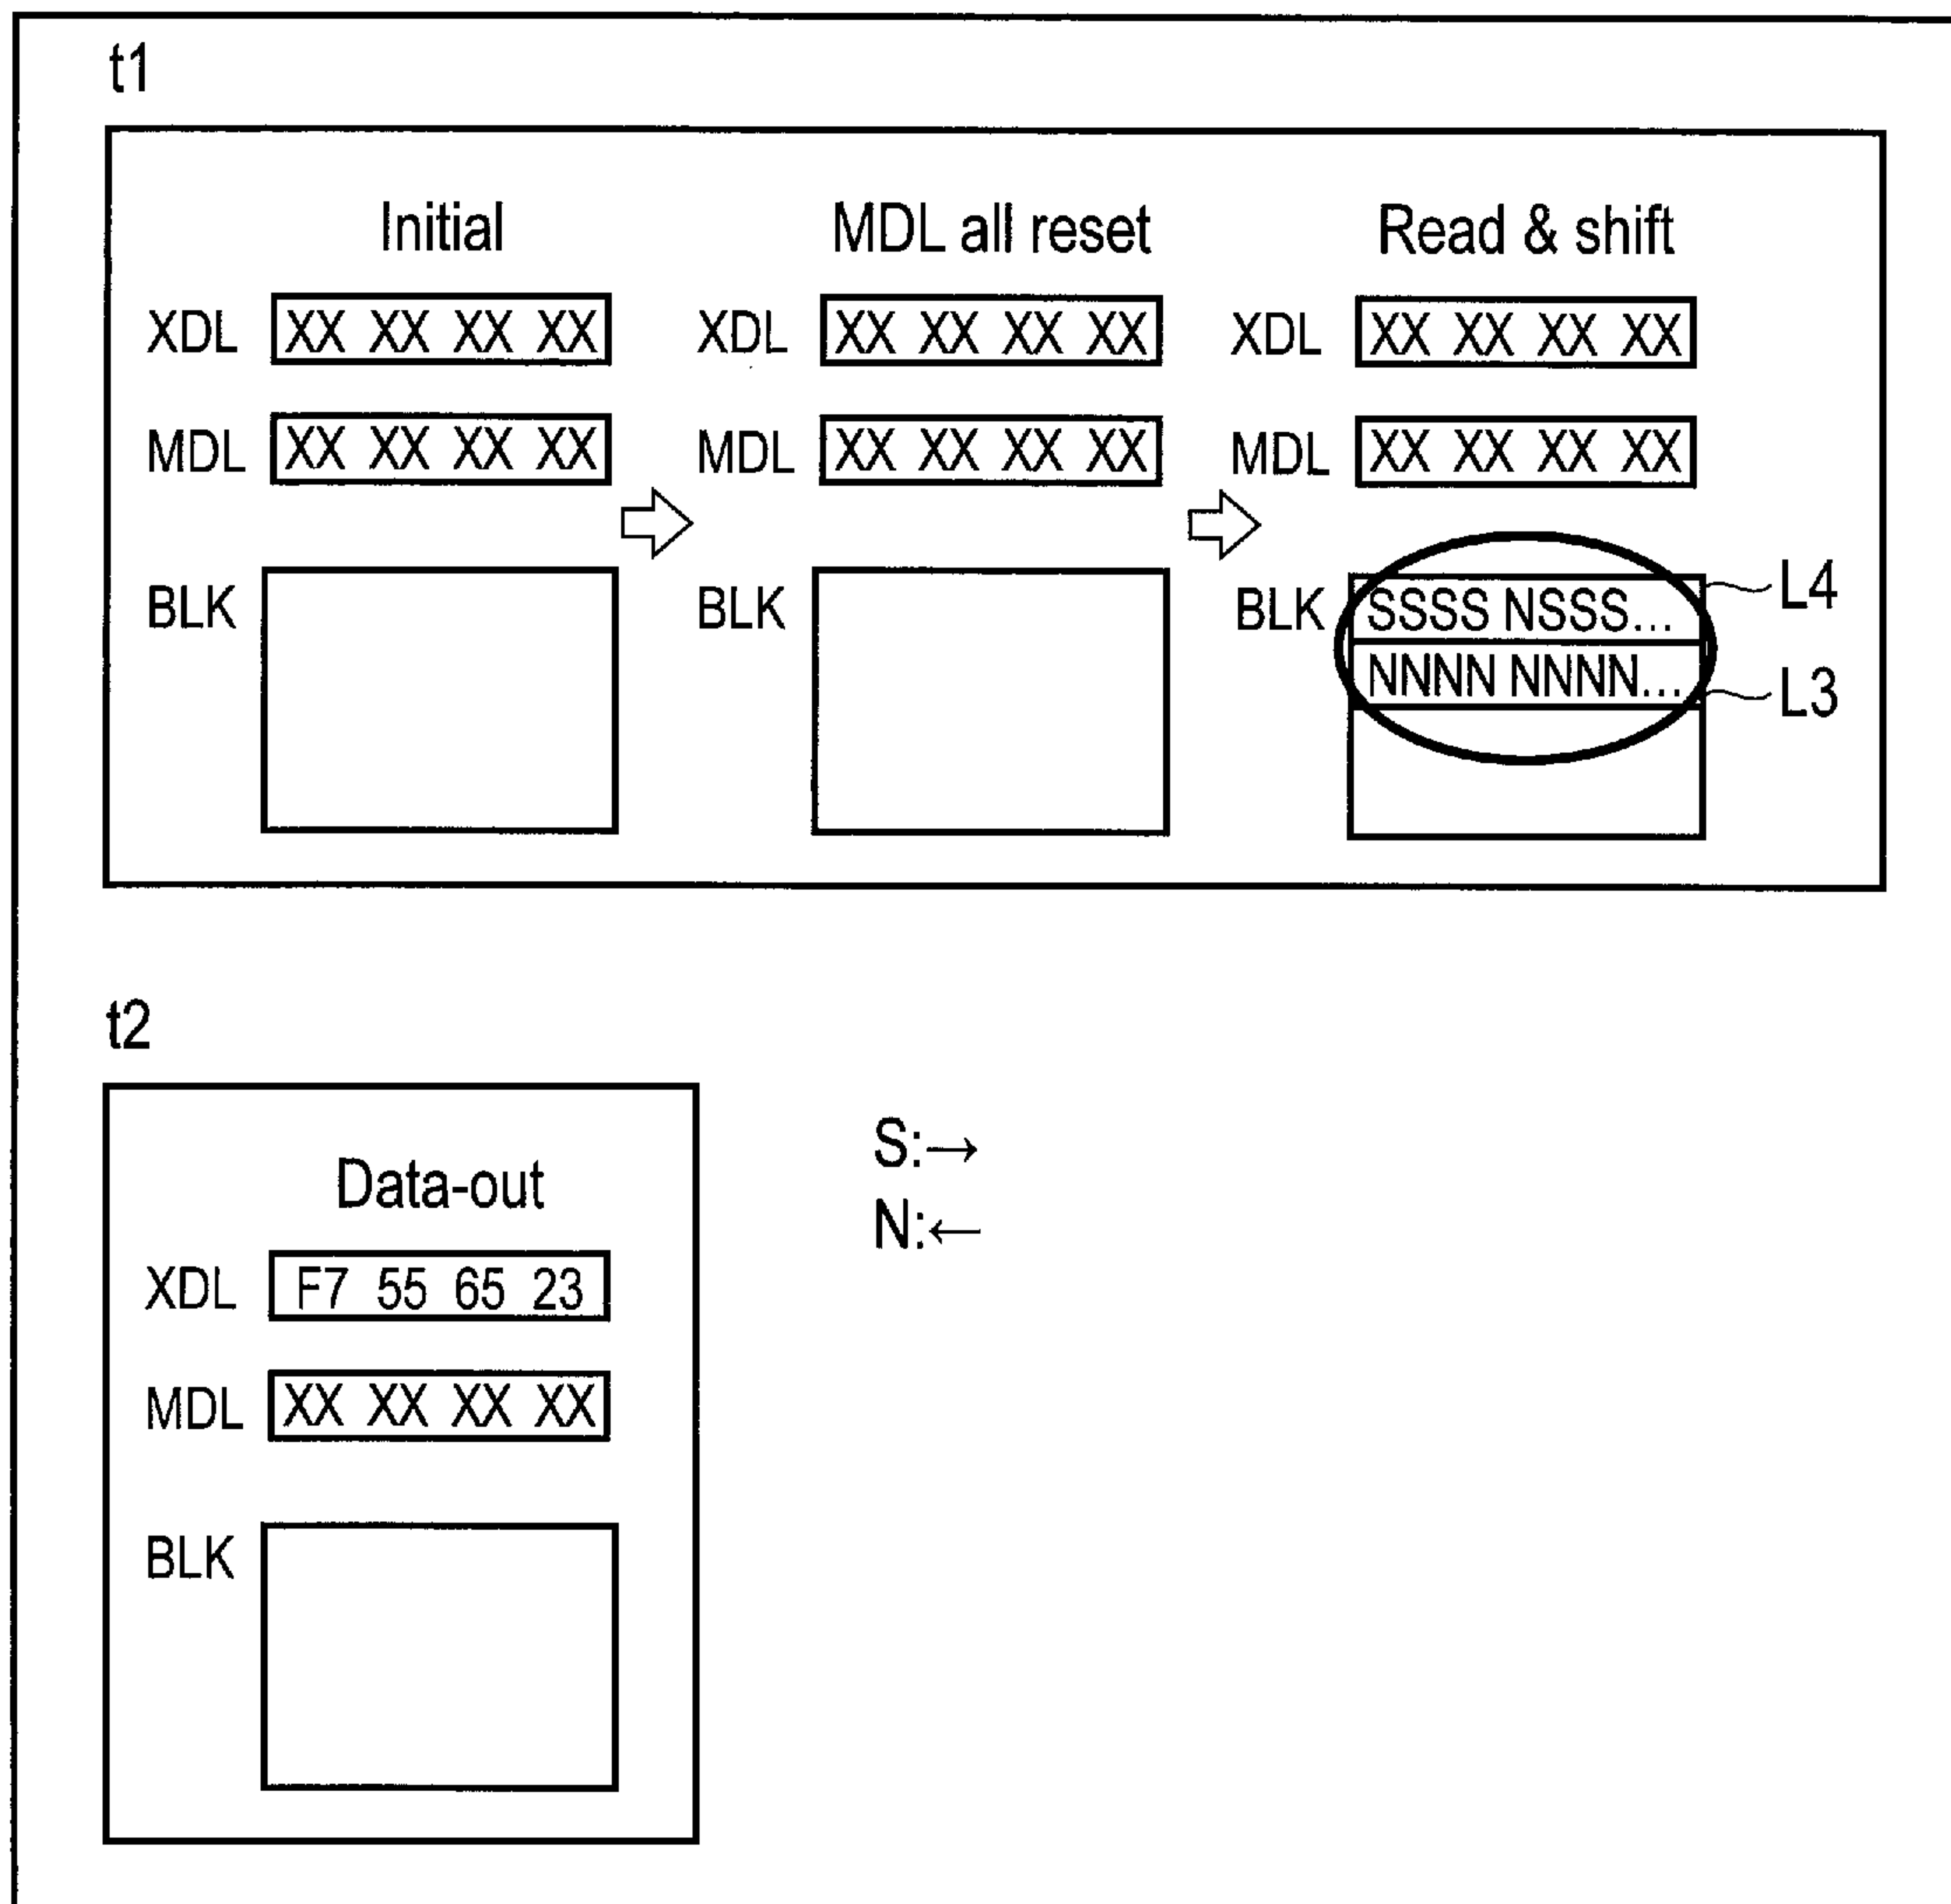 t1
Initial MDL all reset Read & shift
XDL XX XX XX XX XDL XX XX XX XX XDL XX XX XX XX
MDL XX XX XX XX MDL XX XX XX XX MDL XX XX XX XX
BLK BLK BLK SSSS NSSS... L4
NNNN NNNN... L3
t2
Data-out
S:→
N:←
XDL F7 55 65 23
MDL XX XX XX XX
BLK